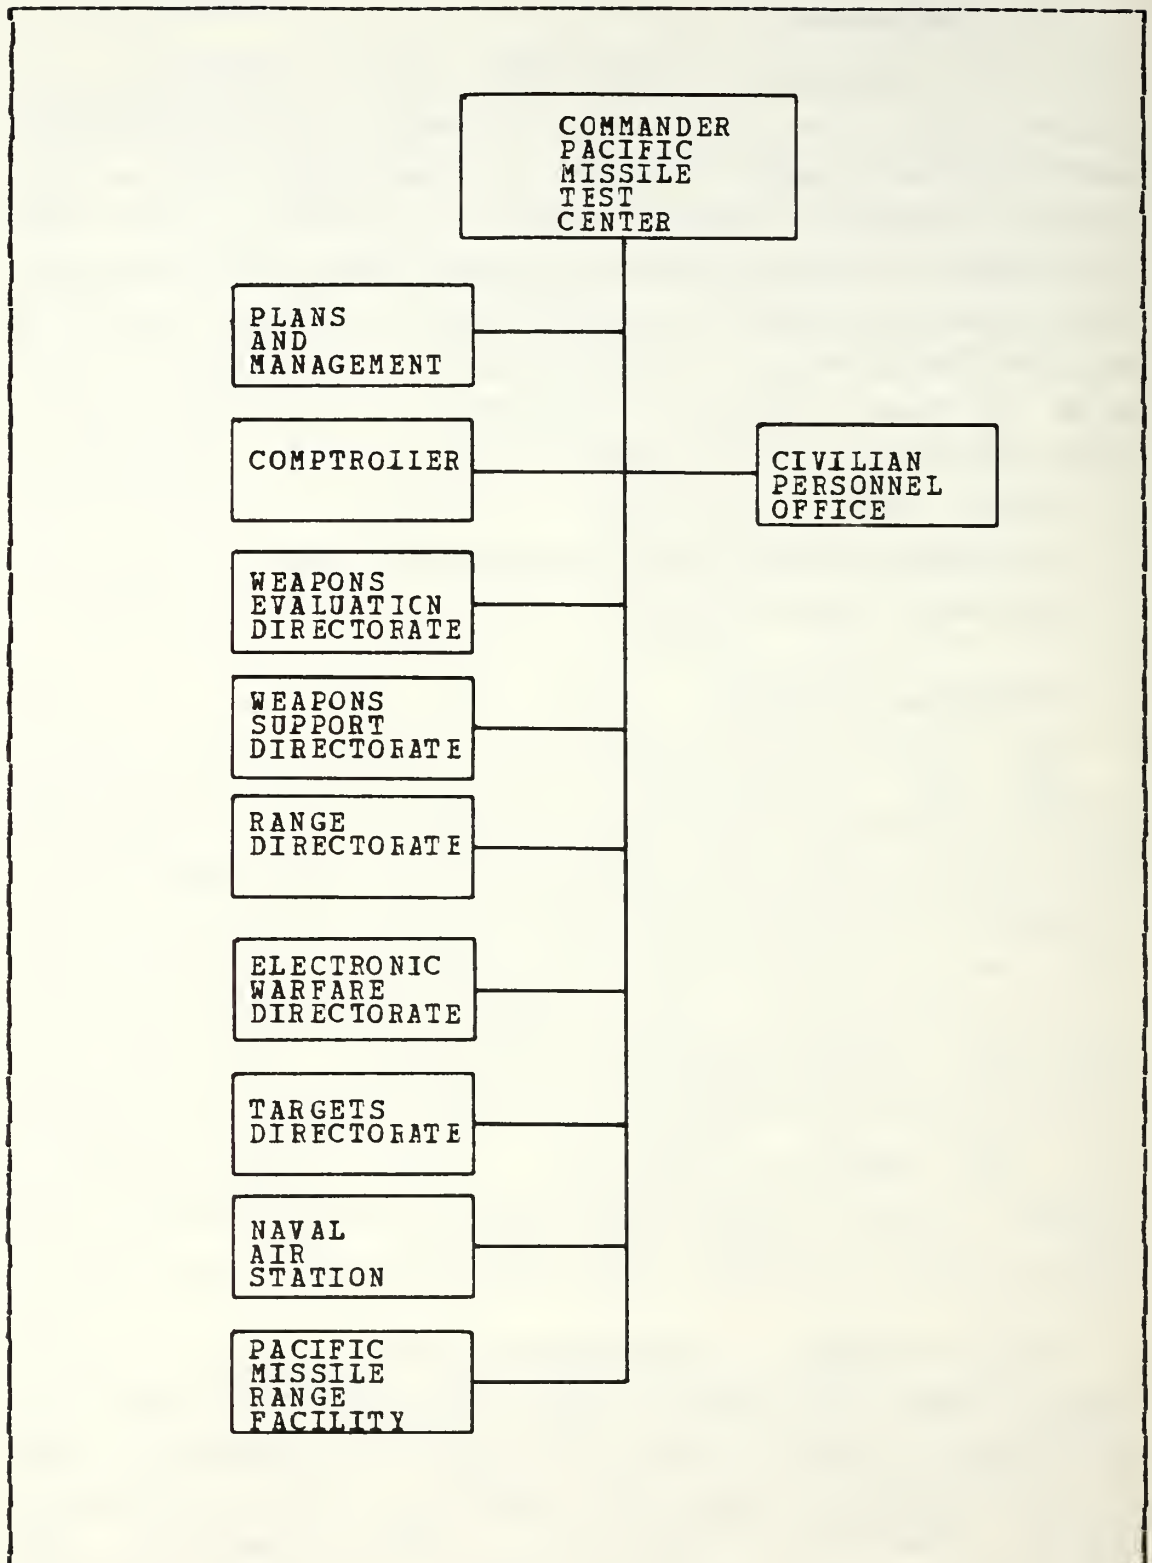 COMMANDER
PACIFIC
MISSILE
TEST
CENTER
PLANS
AND
MANAGEMENT
COMPTROLLER
CIVILIAN
PERSONNEL
OFFICE
WEAPONS
EVALUATION
DIRECTORATE
WEAPONS
SUPPORT
DIRECTORATE
RANGE
DIRECTORATE
ELECTRONIC
WARFARE
DIRECTORATE
TARGETS
DIRECTORATE
NAVAL
AIR
STATION
PACIFIC
MISSILE
RANGE
FACILITY